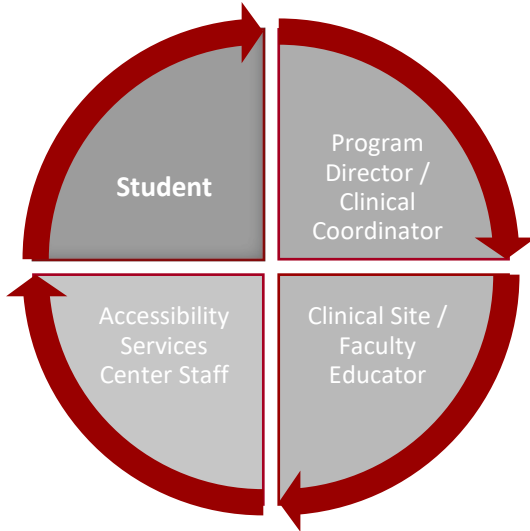 Student
Program
Director /
Clinical
Coordinator
Accessibility
Services
Center Staff
Clinical Site /
Faculty
Educator